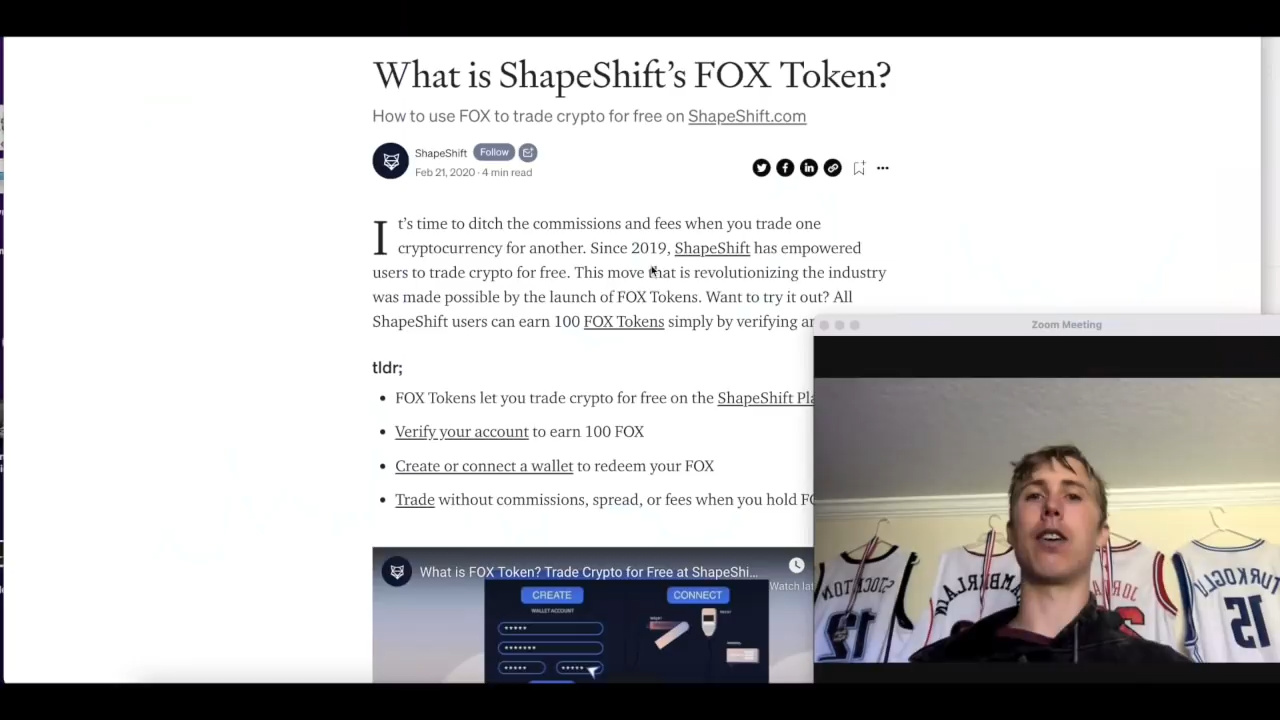 What is ShapeShift’s FOX Token?
How to use FOX to trade crypto for free on ShapeShift.com
ShapeShift Follow
Feb 21, 2020 · 4 min read
It’s time to ditch the commissions and fees when you trade one
cryptocurrency for another. Since 2019, ShapeShift has empowered
users to trade crypto for free. This move that is revolutionizing the industry
was made possible by the launch of FOX Tokens. Want to try it out? All
ShapeShift users can earn 100 FOX Tokens simply by verifying
Zoom Meeting
tldr;
FOX Tokens let you trade crypto for free on the ShapeShift
Verify your account to earn 100 FOX
Create or connect a wallet to redeem your FOX
Trade without commissions, spread, or fees when you hold
What is FOX Token? Trade Crypto for Free at ShapeShi...
Watch
CREATE
WALLET ACCOUNT
CONNECT
STOCKTON
12
JORDAN
TURKOGLU
15